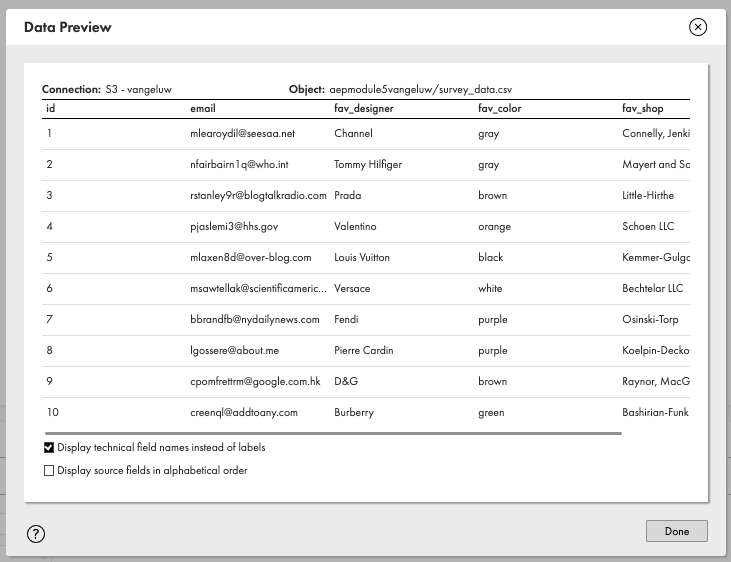 Data Preview
Connection: S3 - vangeluw Object: aepmodule5vangeluw/survey_data.csv
id email fav_designer fav_color fav_shop
1 mlearoydil@seesaa.net Channel gray Connelly, Jenki
2 nfairbairn1q@who.int Tommy Hilfiger gray Mayert and So
3 rstanley9r@blogtalkradio.com Prada brown Little-Hirthe
4 pjaslemi3@hhs.gov Valentino orange Schoen LLC
5 mlaxen8d@over-blog.com Louis Vuitton black Kemmer-Gulgo
6 msawtellak@scientificameric... Versace white Bechtelar LLC
7 bbrandfb@nydailynews.com Fendi purple Osinski-Torp
8 lgossere@about.me Pierre Cardin purple Koelpin-Decko
9 cpomfrettrm@google.com.hk D&G brown Raynor, MacG
10 creenql@addtoany.com Burberry green Bashirian-Funk
Display technical field names instead of labels
Display source fields in alphabetical order
?
Done